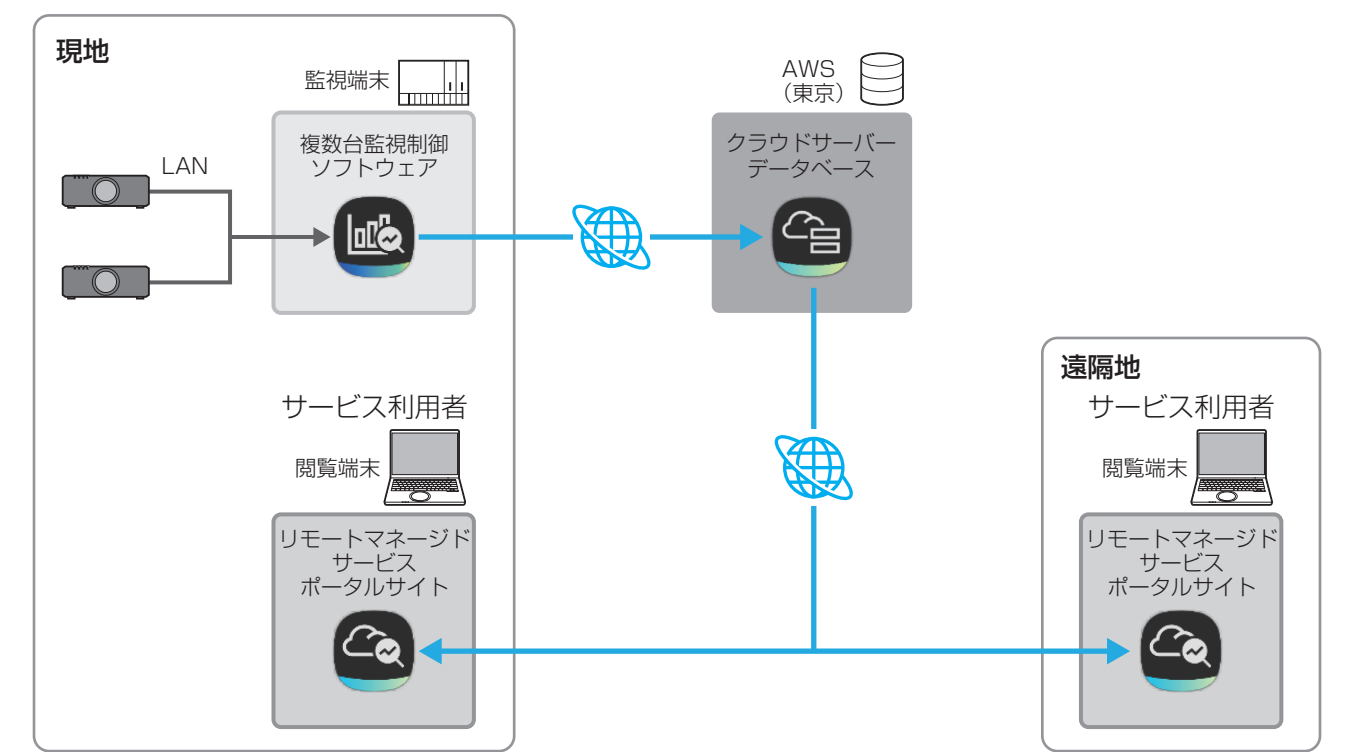 現地
監視端末
複数台監視制御
ソフトウェア
LAN
AWS
(東京)
クラウドサーバー
データベース
サービス利用者
閲覧端末
リモートマネージド
サービス
ポータルサイト
遠隔地
サービス利用者
閲覧端末
リモートマネージド
サービス
ポータルサイト